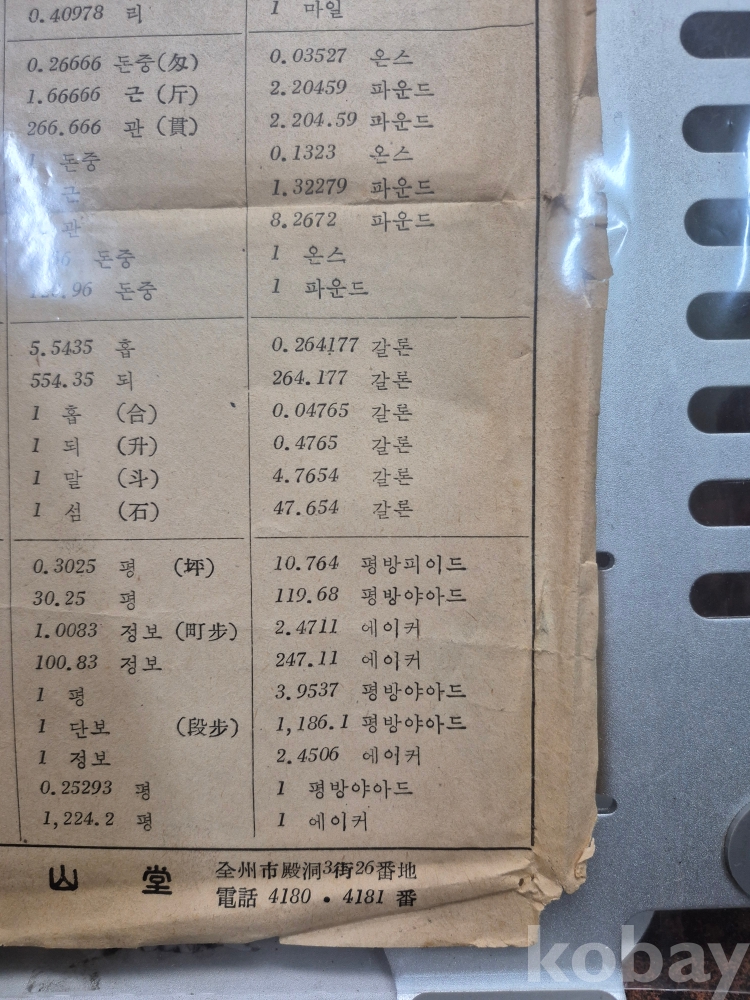 0.40978 리 1 마일
0.26666 돈중(匁) 0.03527 온스
1.66666 근 (斤) 2.20459 파운드
266.666 관 (貫) 2.204.59 파운드
1 돈중 0.1323 온스
근 1.32279 파운드
관 8.2672 파운드
돈중 1 온스
.96 돈중 1 파운드
5.5435 홉 0.264177 갈론
554.35 되 264.177 갈론
1 홉 (合) 0.04765 갈론
1 되 (升) 0.4765 갈론
1 말 (斗) 4.7654 갈론
1 섬 (石) 47.654 갈론
0.3025 평 (坪) 10.764 평방피이드
30.25 평 119.68 평방야아드
1.0083 정보 (町步) 2.4711 에이커
100.83 정보 247.11 에이커
1 평 3.9537 평방야아드
1 단보 (段步) 1,186.1 평방야아드
1 정보 2.4506 에이커
0.25293 평 1 평방야아드
1,224.2 평 1 에이커
山堂 全州市殿洞3街26番地
電話 4180 • 4181 番
kobay